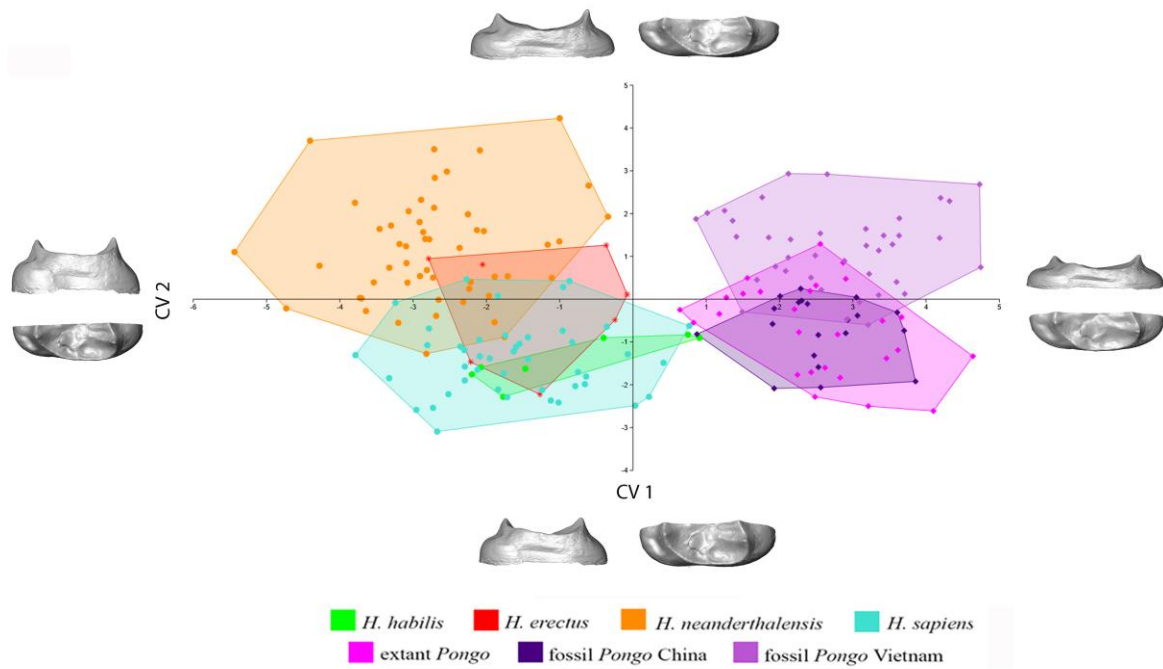 5
4
3
2
1
-6 -5 -4 -3 -2 -1 1 2 3 4 5
-1
-2
-3
-4
CV 2
CV 1
H. habilis H. erectus H. neanderthalensis H. sapiens
extant Pongo fossil Pongo China fossil Pongo Vietnam